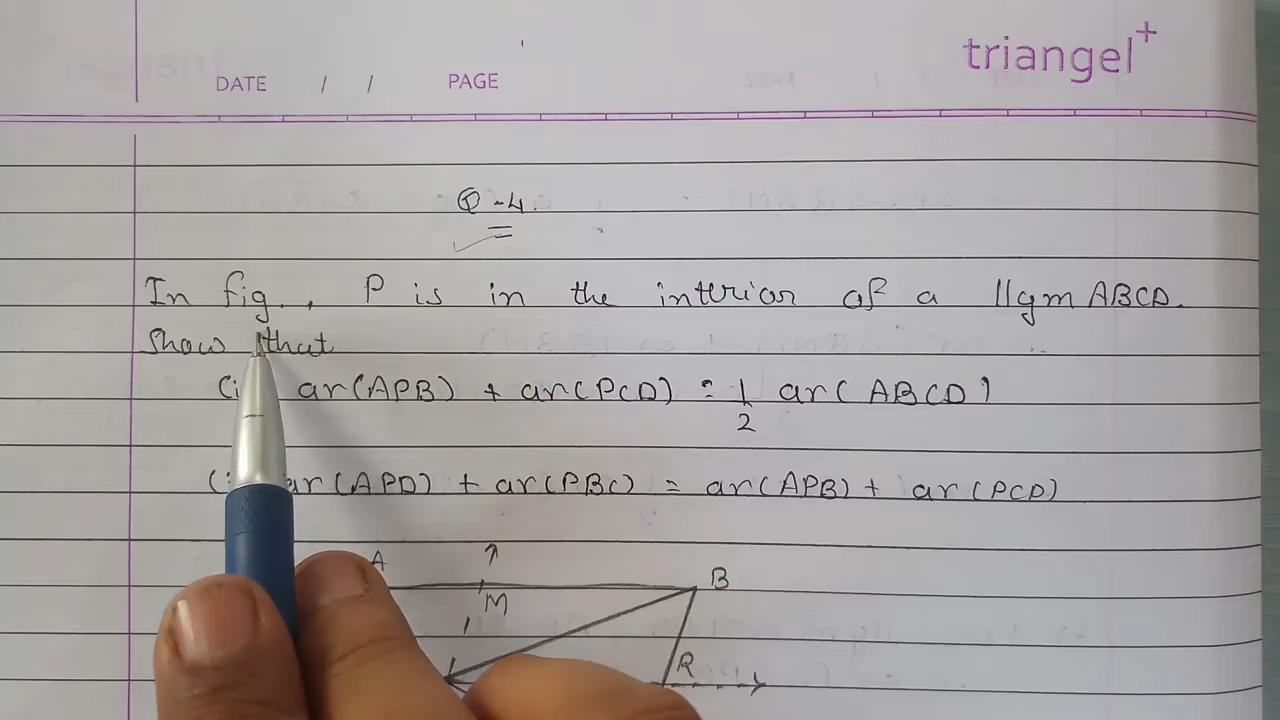 triangel+
DATE / / PAGE
Q-4.
In fig., P is in the interior of a ||gm ABCD.
Show that
ar(APB) + ar(PCD) = 1/2 ar(ABCD)
ar(APD) + ar(PBC) = ar(APB) + ar(PCD)
A
B
M
R